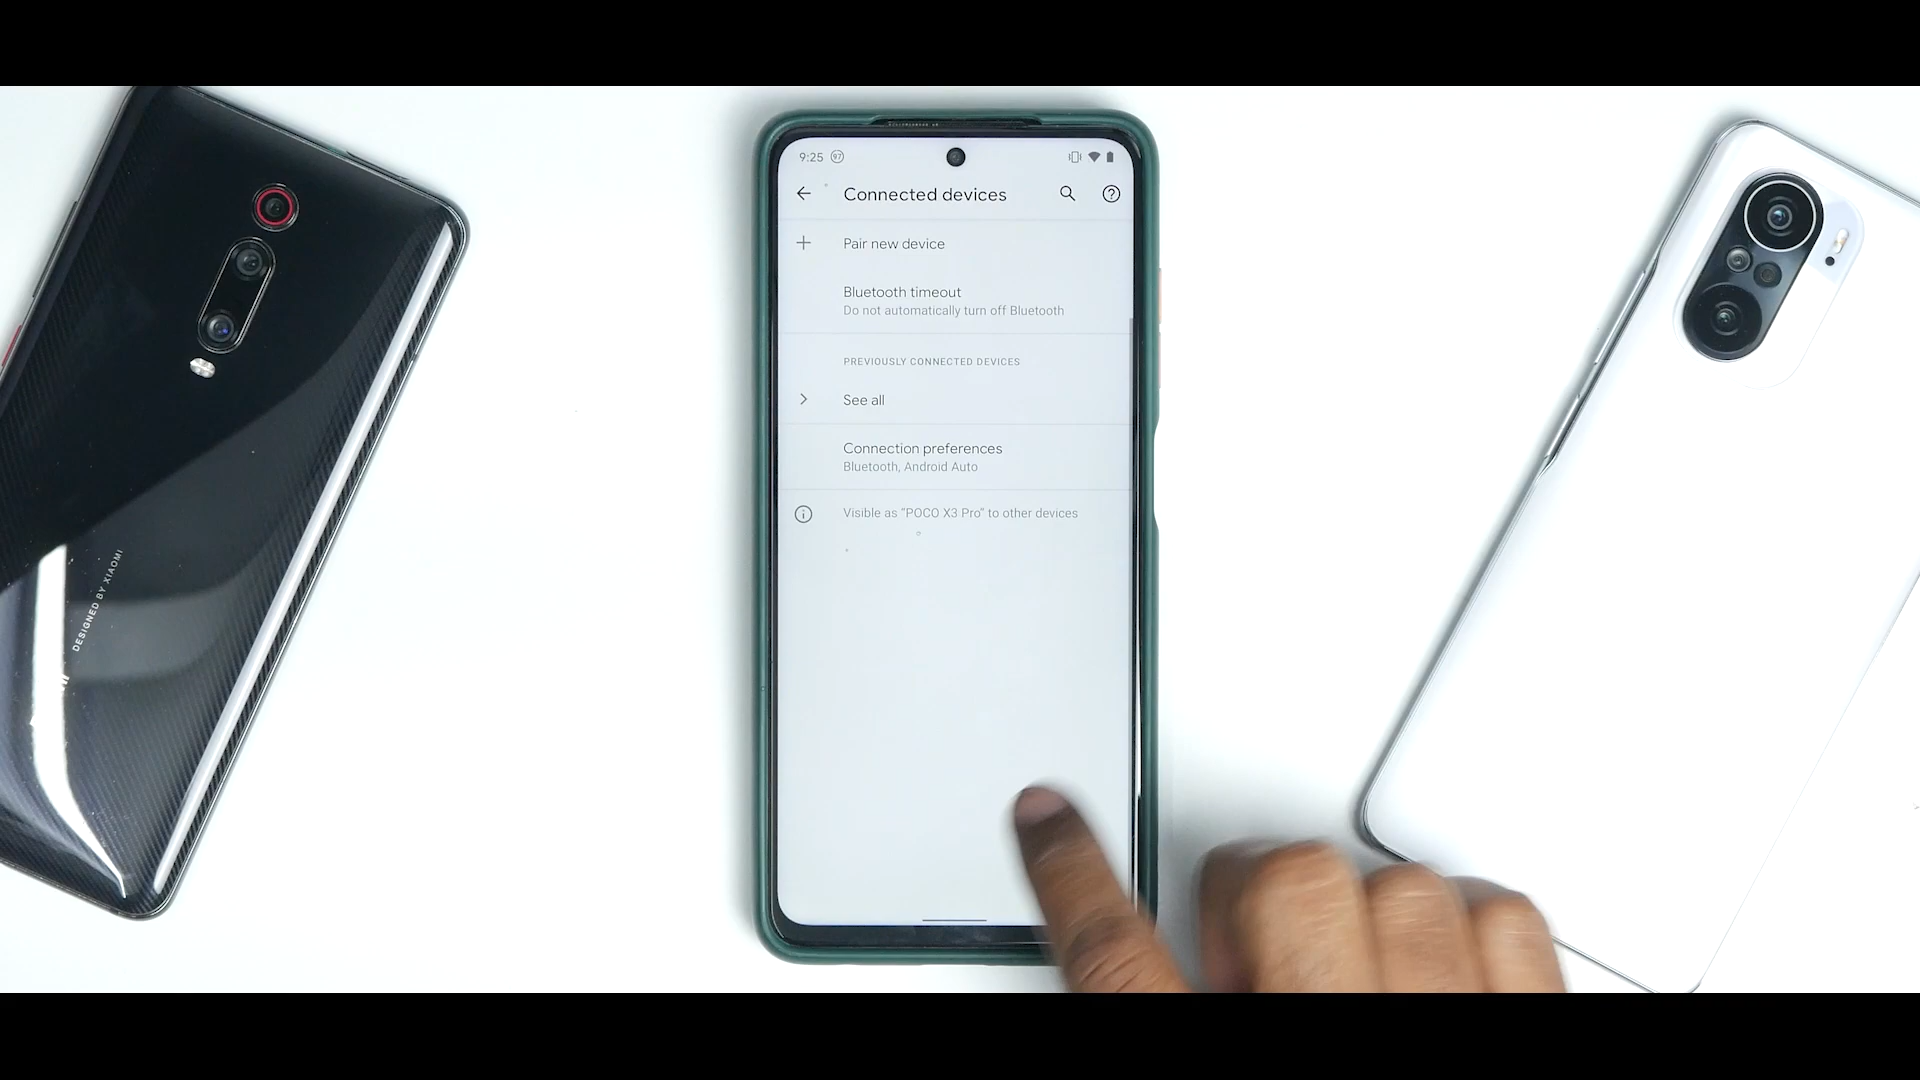 9:25 97
Connected devices
Pair new device
Bluetooth timeout
Do not automatically turn off Bluetooth
PREVIOUSLY CONNECTED DEVICES
See all
Connection preferences
Bluetooth, Android Auto
Visible as “POCO X3 Pro” to other devices
DESIGNED BY XIAOMI